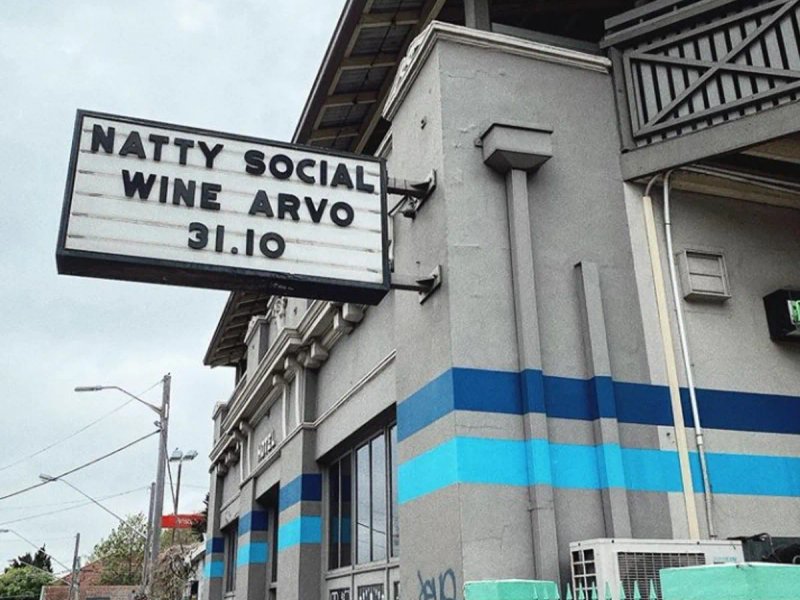 NATTY SOCIAL
WINE ARVO
31.10
HOTEL